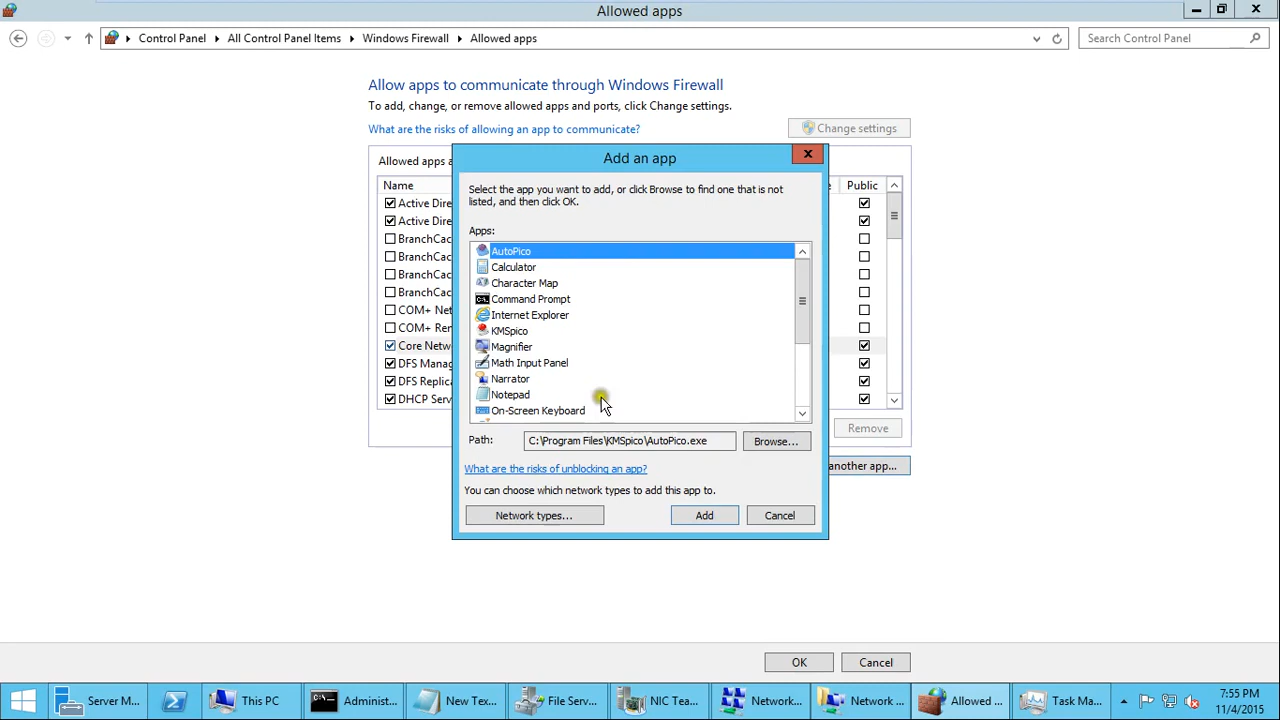 Allowed apps
Control Panel
All Control Panel Items
Windows Firewall
Allowed apps
Search Control Panel
Allow apps to communicate through Windows Firewall
To add, change, or remove allowed apps and ports, click Change settings.
What are the risks of allowing an app to communicate?
Change settings
Allowed apps a
Name
Public
Active Dire
Active Dire
BranchCac
BranchCac
BranchCac
BranchCac
COM+ Net
COM+ Rem
Core Netw
DFS Manag
DFS Replic
DHCP Serv
Remove
another app...
Add an app
Select the app you want to add, or click Browse to find one that is not
listed, and then click OK.
Apps:
AutoPico
Calculator
Character Map
Command Prompt
Internet Explorer
KMSpico
Magnifier
Math Input Panel
Narrator
Notepad
On-Screen Keyboard
Path:
C:\Program Files\KMSpico\AutoPico.exe
Browse...
What are the risks of unblocking an app?
You can choose which network types to add this app to.
Network types...
Add
Cancel
OK
Cancel
Server M...
This PC
Administ...
New Tex...
File Serv...
NIC Tea...
Network...
Network ...
Allowed ...
Task Ma...
7:55 PM
11/4/2015